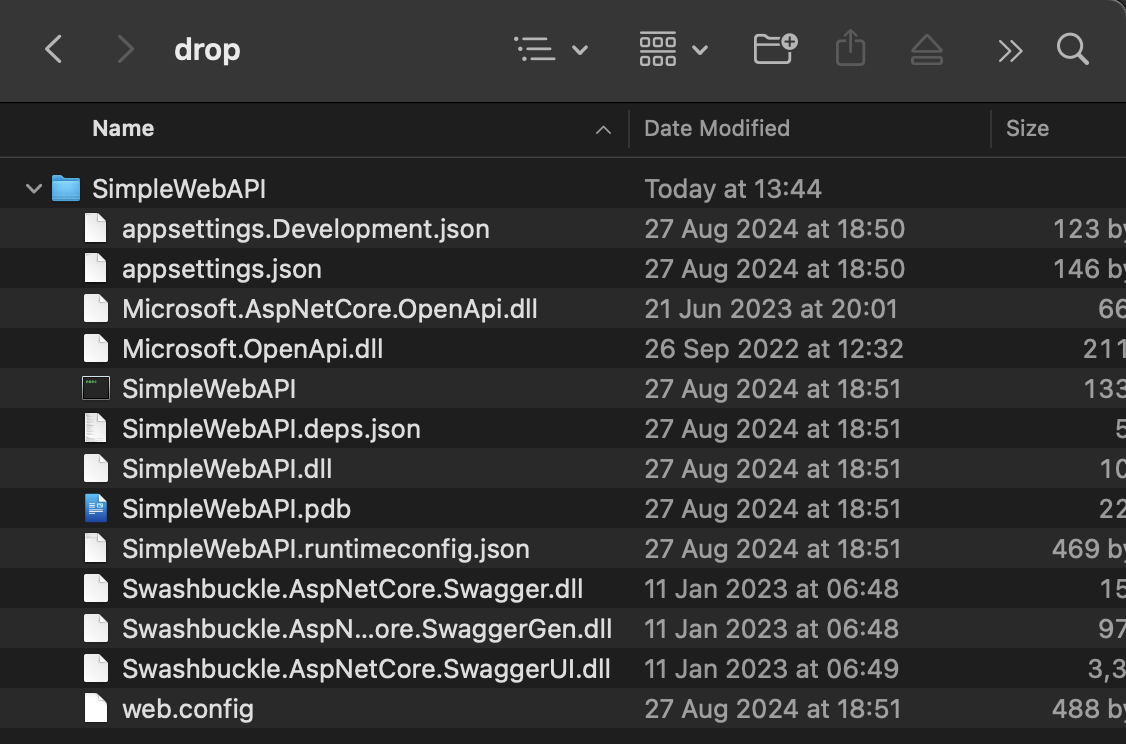 drop
Name Date Modified Size
SimpleWebAPI Today at 13:44
appsettings.Development.json 27 Aug 2024 at 18:50 123 by
appsettings.json 27 Aug 2024 at 18:50 146 by
Microsoft.AspNetCore.OpenApi.dll 21 Jun 2023 at 20:01 66
Microsoft.OpenApi.dll 26 Sep 2022 at 12:32 211
SimpleWebAPI 27 Aug 2024 at 18:51 133
SimpleWebAPI.deps.json 27 Aug 2024 at 18:51 5
SimpleWebAPI.dll 27 Aug 2024 at 18:51 10
SimpleWebAPI.pdb 27 Aug 2024 at 18:51 22
SimpleWebAPI.runtimeconfig.json 27 Aug 2024 at 18:51 469 by
Swashbuckle.AspNetCore.Swagger.dll 11 Jan 2023 at 06:48 15
Swashbuckle.AspN...ore.SwaggerGen.dll 11 Jan 2023 at 06:48 97
Swashbuckle.AspNetCore.SwaggerUI.dll 11 Jan 2023 at 06:49 3,3
web.config 27 Aug 2024 at 18:51 488 by